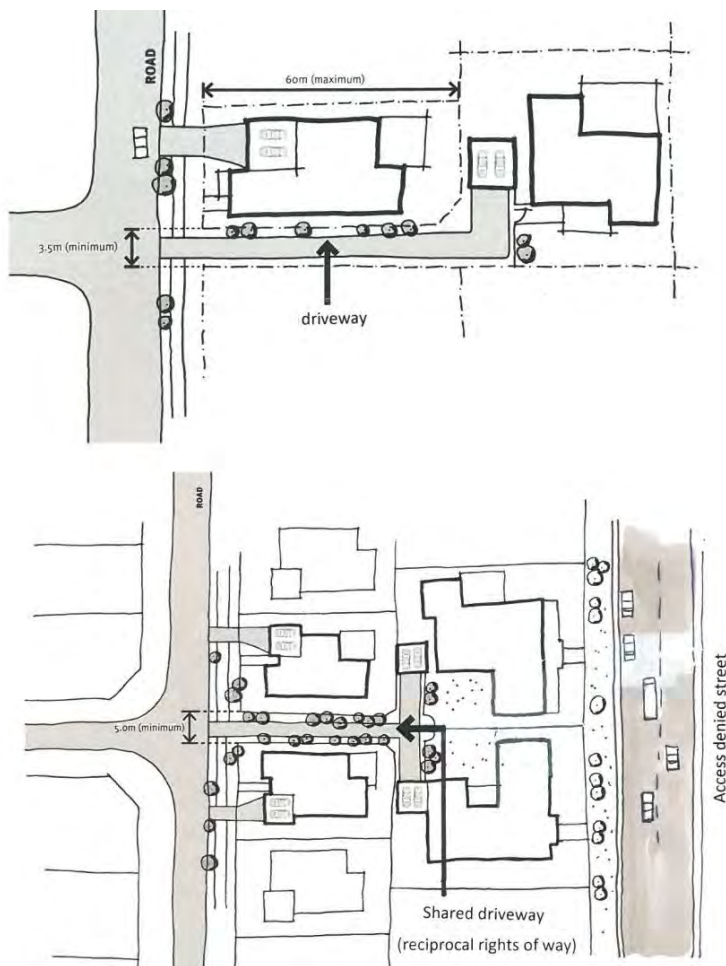 ROAD
60m (maximum)
3.5m (minimum)
driveway
ROAD
5.0m (minimum)
Access denied street
Shared driveway
(reciprocal rights of way)